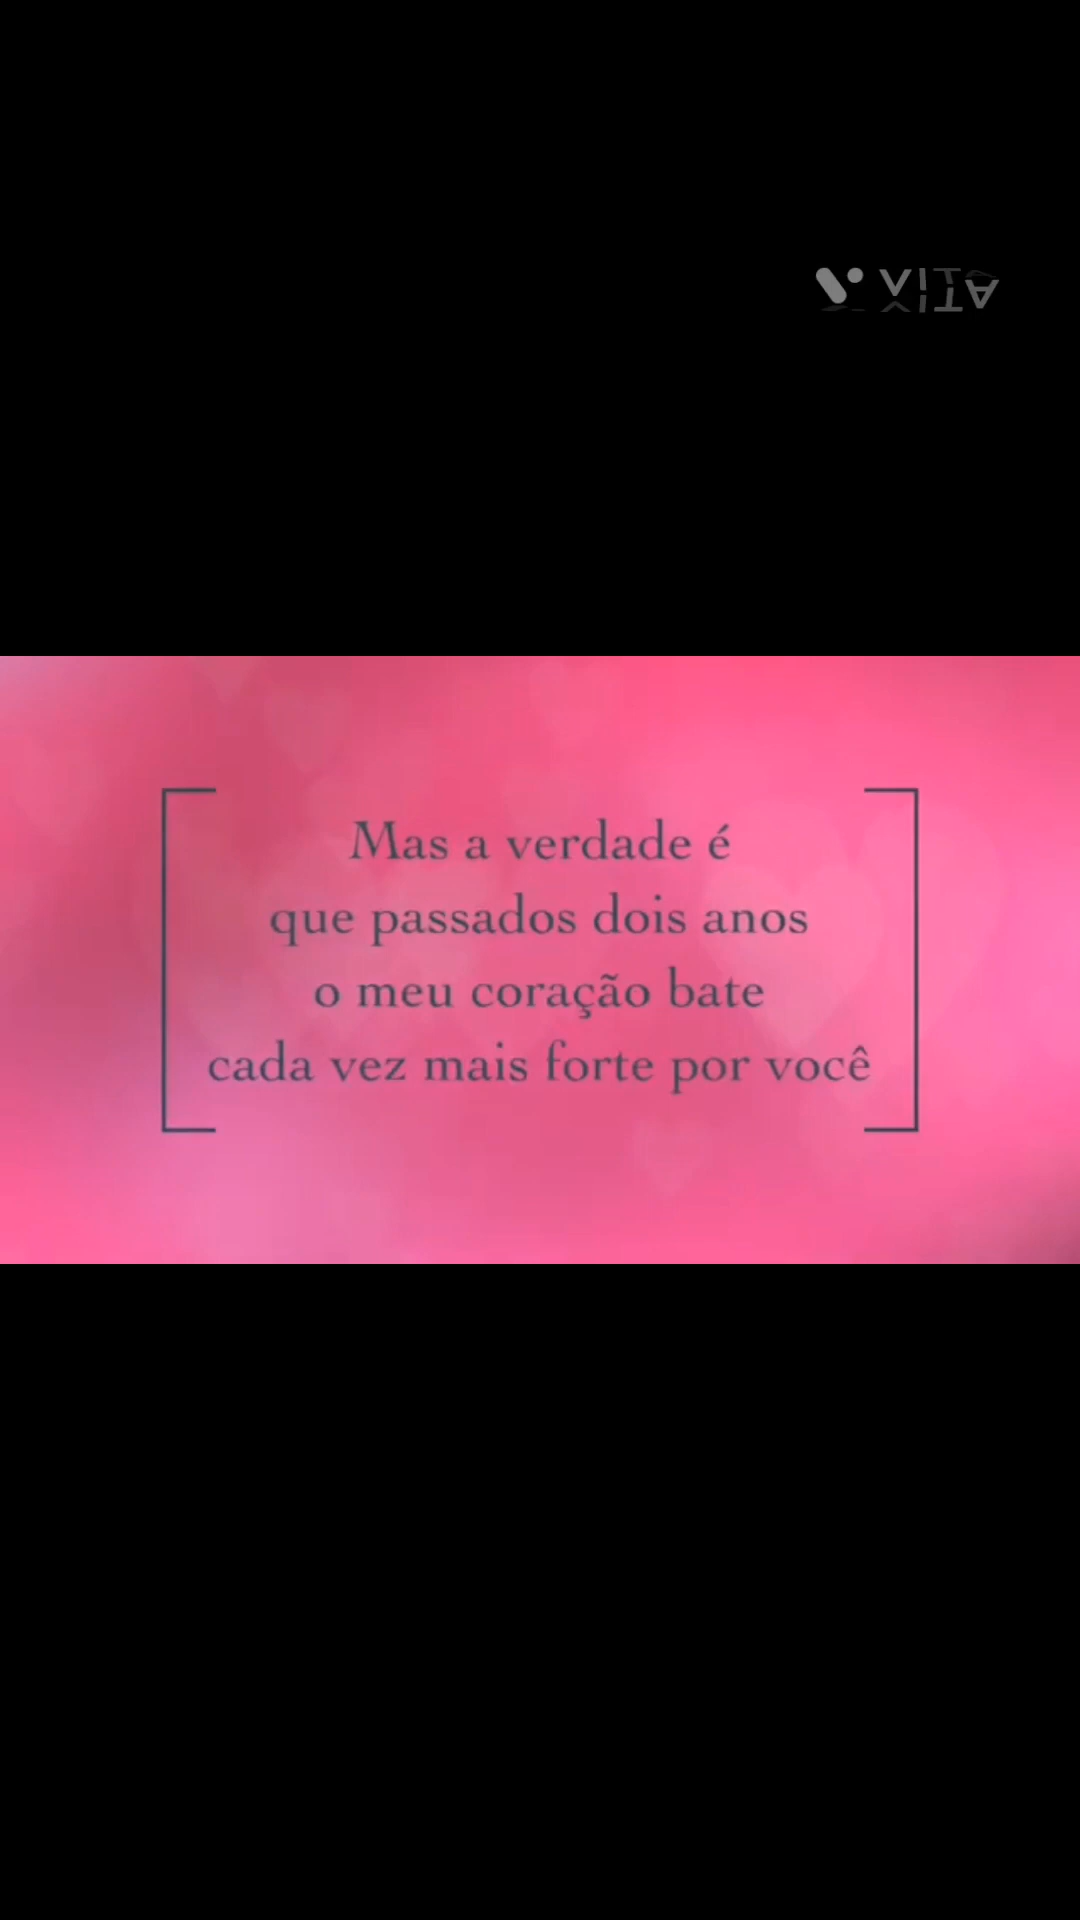 VITA
Mas a verdade é
que passados dois anos
o meu coração bate
cada vez mais forte por você